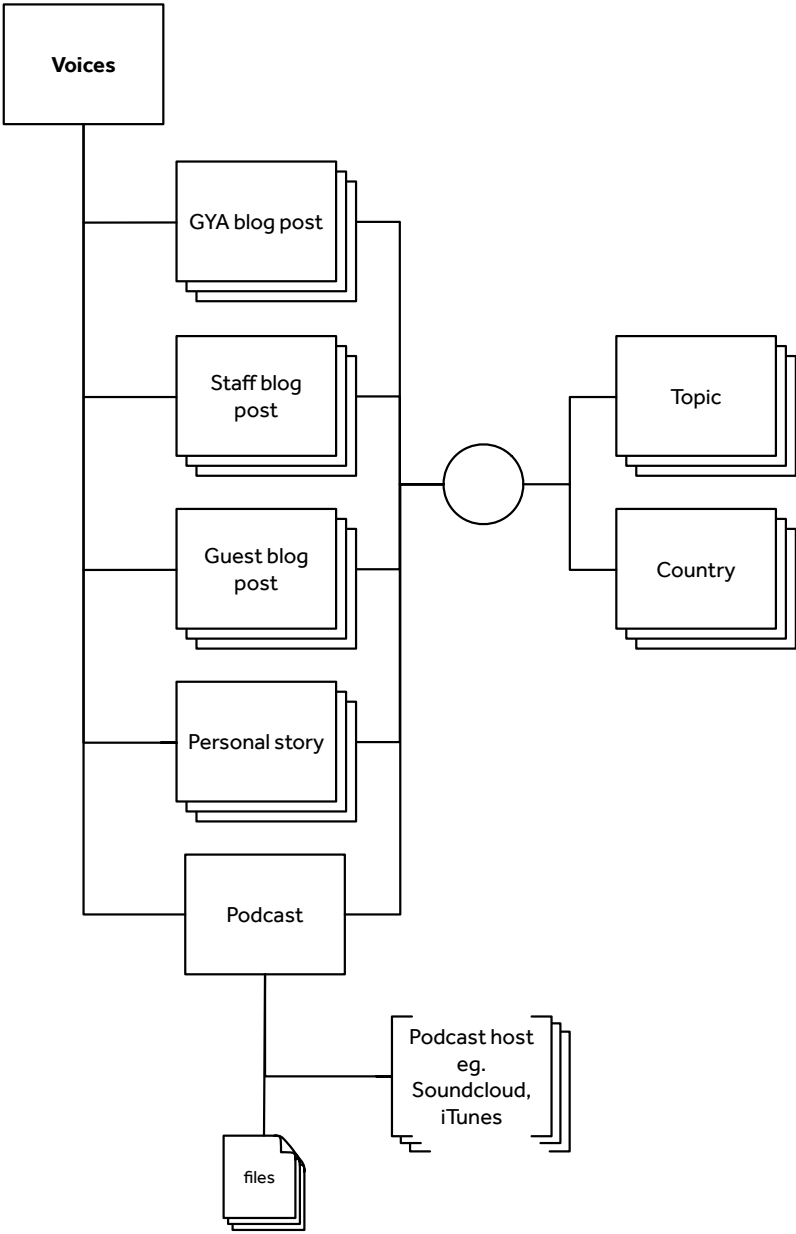 Voices
GYA blog post
Staff blog
post
Topic
Guest blog
post
Country
Personal story
Podcast
Podcast host
eg.
Soundcloud,
iTunes
files